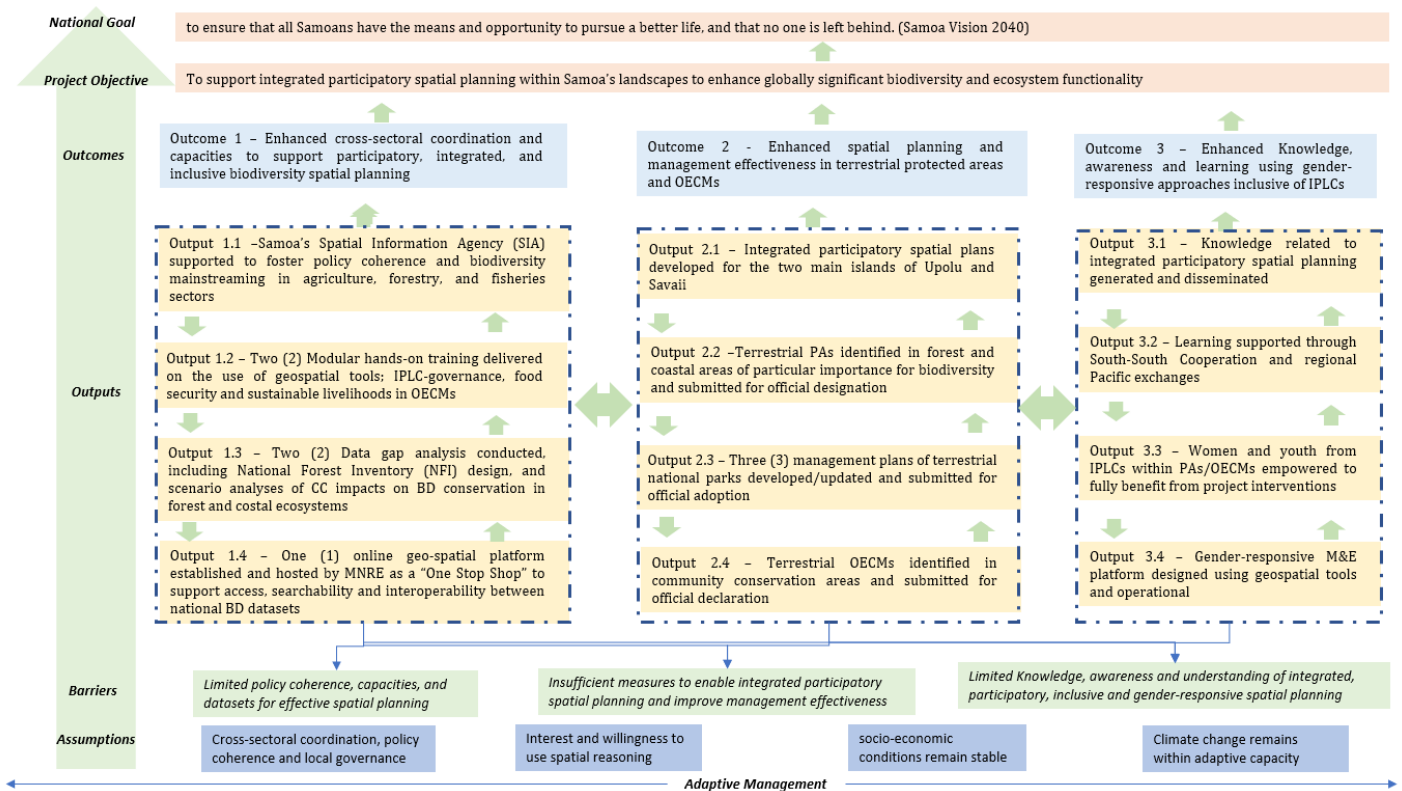 National Goal
to ensure that all Samoans have the means and opportunity to pursue a better life, and that no one is left behind. (Samoa Vision 2040)
Project Objective
To support integrated participatory spatial planning within Samoa's landscapes to enhance globally significant biodiversity and ecosystem functionality
Outcomes
Outcome 1 – Enhanced cross-sectoral coordination and
capacities to support participatory, integrated, and
inclusive biodiversity spatial planning
Outcome 2 - Enhanced spatial planning and
management effectiveness in terrestrial protected areas
and OECMs
Outcome 3 – Enhanced Knowledge,
awareness and learning using gender-
responsive approaches inclusive of IPLCs
Outputs
Output 1.1 –Samoa's Spatial Information Agency (SIA)
supported to foster policy coherence and biodiversity
mainstreaming in agriculture, forestry, and fisheries
sectors
Output 1.2 – Two (2) Modular hands-on training delivered
on the use of geospatial tools; IPLC-governance, food
security and sustainable livelihoods in OECMs
Output 1.3 – Two (2) Data gap analysis conducted,
including National Forest Inventory (NFI) design, and
scenario analyses of CC impacts on BD conservation in
forest and costal ecosystems
Output 1.4 – One (1) online geo-spatial platform
established and hosted by MNRE as a “One Stop Shop” to
support access, searchability and interoperability between
national BD datasets
Output 2.1 – Integrated participatory spatial plans
developed for the two main islands of Upolu and
Savaii
Output 2.2 –Terrestrial PAs identified in forest and
coastal areas of particular importance for biodiversity
and submitted for official designation
Output 2.3 – Three (3) management plans of terrestrial
national parks developed/updated and submitted for
official adoption
Output 2.4 – Terrestrial OECMs identified in
community conservation areas and submitted for
official declaration
Output 3.1 – Knowledge related to
integrated participatory spatial planning
generated and disseminated
Output 3.2 – Learning supported through
South-South Cooperation and regional
Pacific exchanges
Output 3.3 – Women and youth from
IPLCs within PAs/OECMs empowered to
fully benefit from project interventions
Output 3.4 – Gender-responsive M&E
platform designed using geospatial tools
and operational
Barriers
Limited policy coherence, capacities, and
datasets for effective spatial planning
Insufficient measures to enable integrated participatory
spatial planning and improve management effectiveness
Limited Knowledge, awareness and understanding of integrated,
participatory, inclusive and gender-responsive spatial planning
Assumptions
Cross-sectoral coordination, policy
coherence and local governance
Interest and willingness to
use spatial reasoning
socio-economic
conditions remain stable
Climate change remains
within adaptive capacity
Adaptive Management